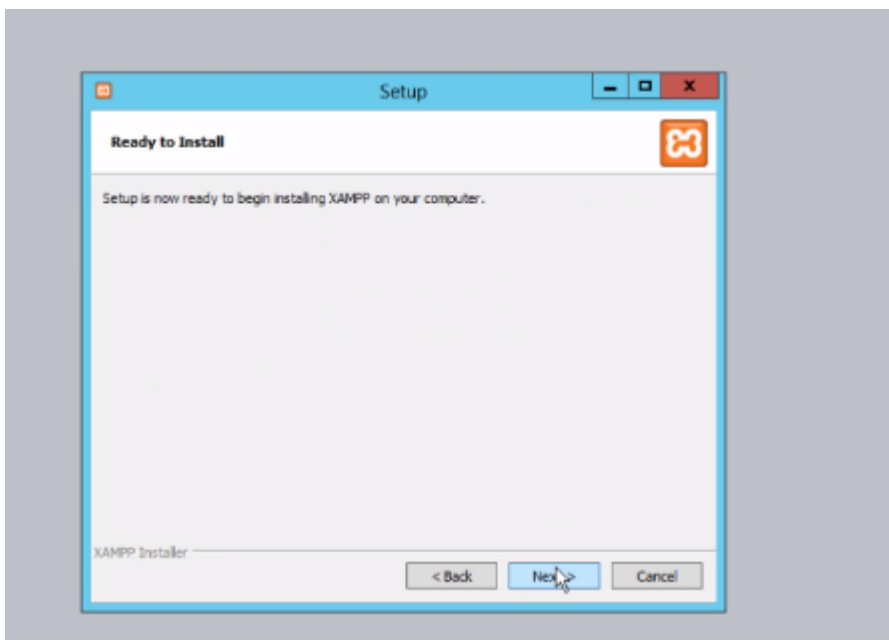 Setup
Ready to Install
Setup is now ready to begin installing XAMPP on your computer.
XAMPP Installer
< Back Next > Cancel